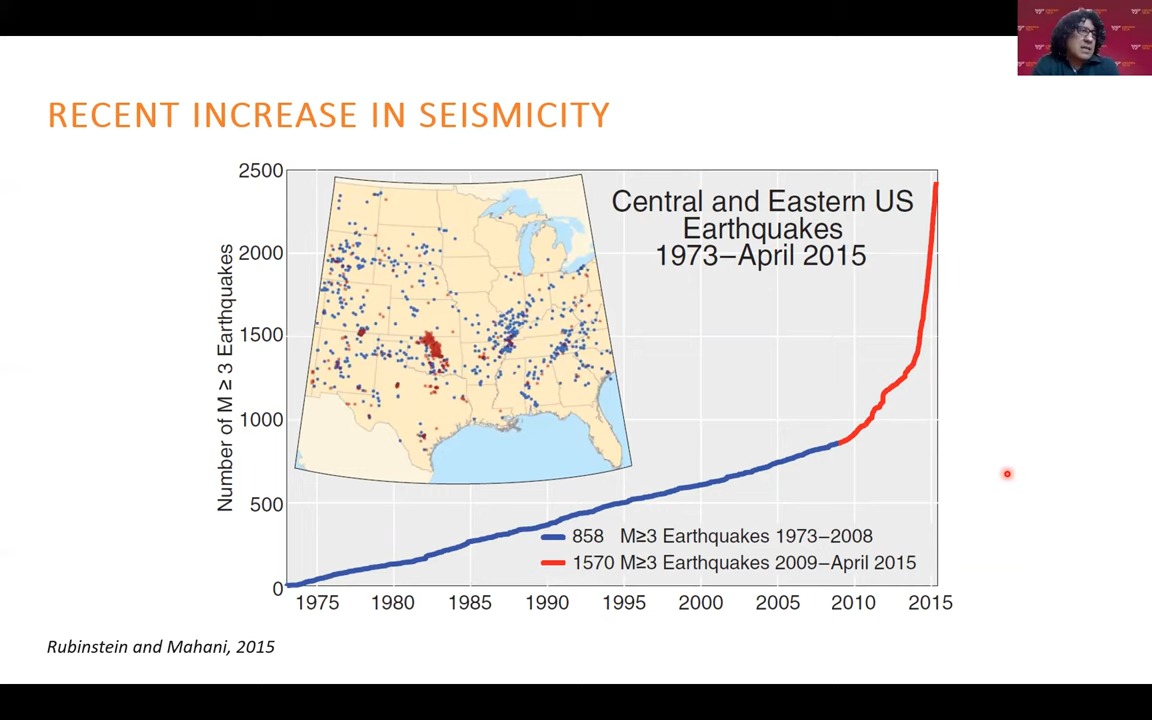 RECENT INCREASE IN SEISMICITY
Central and Eastern US
Earthquakes
1973–April 2015
Number of M ≥ 3 Earthquakes
2500
2000
1500
1000
500
0
858 M≥3 Earthquakes 1973–2008
1570 M≥3 Earthquakes 2009–April 2015
1975 1980 1985 1990 1995 2000 2005 2010 2015
Rubinstein and Mahani, 2015